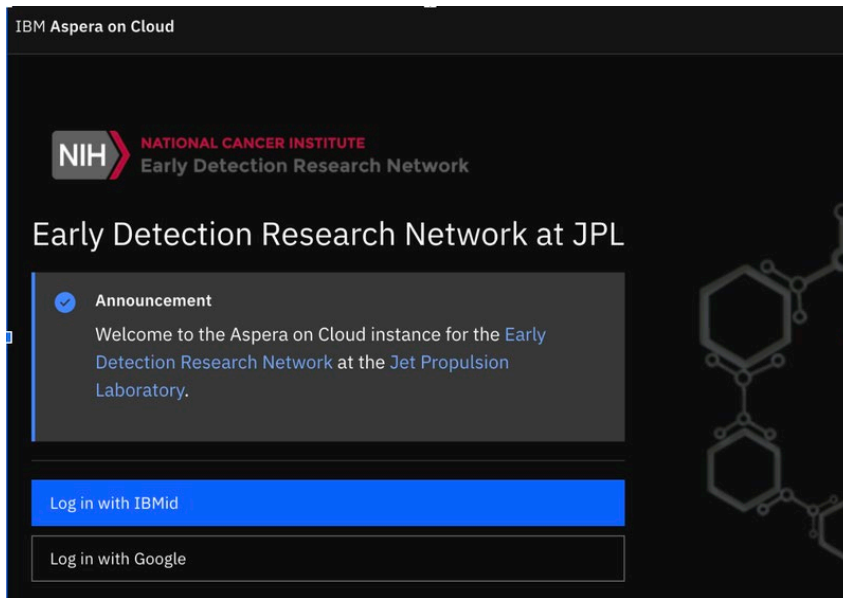 IBM Aspera on Cloud
NIH
NATIONAL CANCER INSTITUTE
Early Detection Research Network
Early Detection Research Network at JPL
Announcement
Welcome to the Aspera on Cloud instance for the Early
Detection Research Network at the Jet Propulsion
Laboratory.
Log in with IBMid
Log in with Google